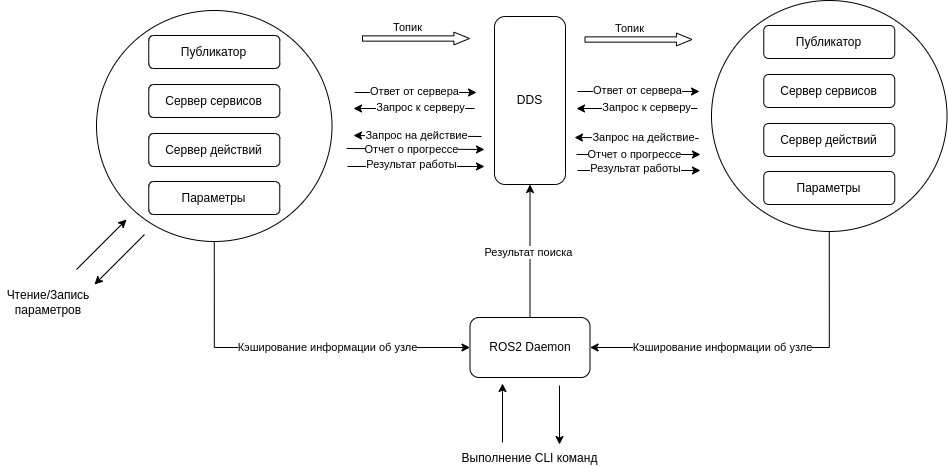 Топик
Топик
Публикатор
Сервер сервисов
Сервер действий
Параметры
Ответ от сервера
Запрос к серверу
Запрос на действие
Отчет о прогрессе
Результат работы
DDS
Ответ от сервера
Запрос к серверу
Запрос на действие
Отчет о прогрессе
Результат работы
Публикатор
Сервер сервисов
Сервер действий
Параметры
Чтение/Запись
параметров
Результат поиска
Кэширование информации об узле
ROS2 Daemon
Кэширование информации об узле
Выполнение CLI команд